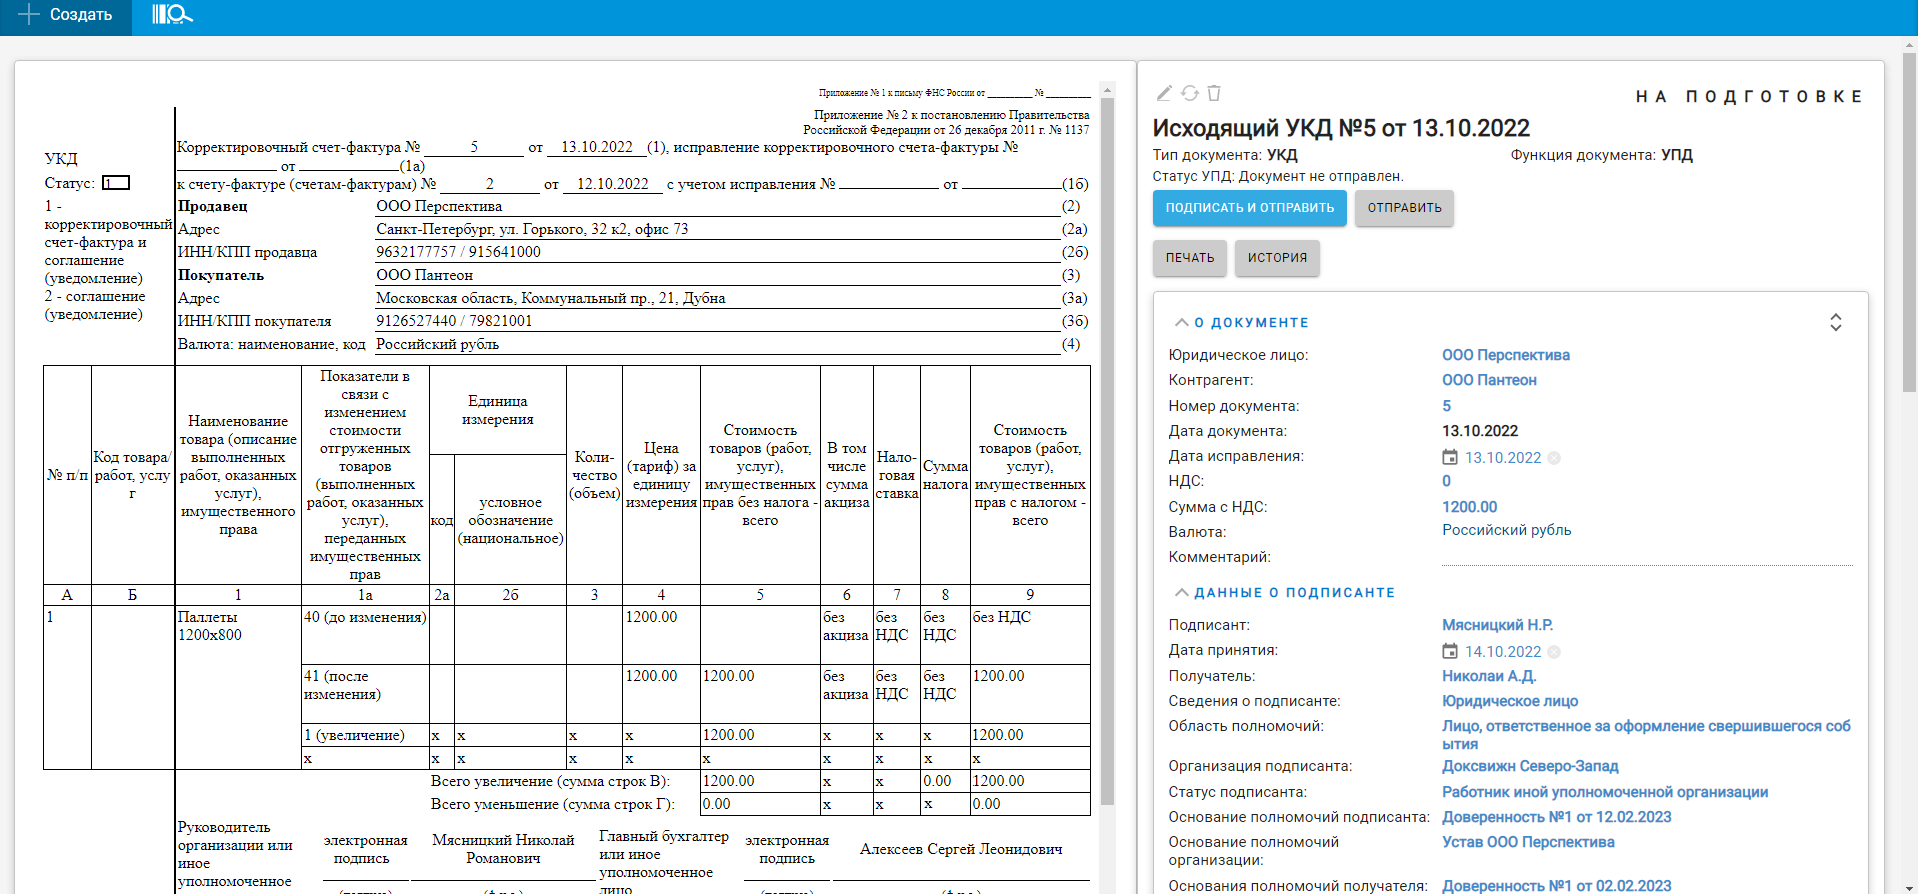 Создать
Приложение № 1 к письму ФНС России от __________ № __________
Приложение № 2 к постановлению Правительства
Российской Федерации от 26 декабря 2011 г. № 1137
УКД
Статус: 1
1 -
корректировочный
счет-фактура и
соглашение
(уведомление)
2 - соглашение
(уведомление)
Корректировочный счет-фактура № 5 от 13.10.2022 (1), исправление корректировочного счета-фактуры №
от (1а)
к счету-фактуре (счетам-фактурам) № 2 от 12.10.2022 с учетом исправления № от (1б)
Продавец ООО Перспектива (2)
Адрес Санкт-Петербург, ул. Горького, 32 к2, офис 73 (2а)
ИНН/КПП продавца 9632177757 / 915641000 (2б)
Покупатель ООО Пантеон (3)
Адрес Московская область, Коммунальный пр., 21, Дубна (3а)
ИНН/КПП покупателя 9126527440 / 79821001 (3б)
Валюта: наименование, код Российский рубль (4)
№ п/п
Код товара/
работ, услу
г
Наименование
товара (описание
выполненных
работ, оказанных
услуг),
имущественного
права
Показатели в
связи с
изменением
стоимости
отгруженных
товаров
(выполненных
работ, оказанных
услуг),
переданных
имущественных
прав
Единица
измерения
код
условное
обозначение
(национальное)
Коли-
чество
(объем)
Цена
(тариф) за
единицу
измерения
Стоимость
товаров (работ,
услуг),
имущественных
прав без налога -
всего
В том
числе
сумма
акциза
Нало-
говая
ставка
Сумма
налога
Стоимость
товаров (работ,
услуг),
имущественных
прав с налогом -
всего
А Б 1 1а 2а 2б 3 4 5 6 7 8 9
1 Паллеты 40 (до изменения) 1200.00 без без без без НДС
1200x800 акциза НДС НДС
41 (после 1200.00 1200.00 без без без 1200.00
изменения) акциза НДС НДС
1 (увеличение) x x x x 1200.00 x x x 1200.00
x x x x x x x x x x
Всего увеличение (сумма строк В): 1200.00 x x 0.00 1200.00
Всего уменьшение (сумма строк Г): 0.00 x x x 0.00
Руководитель
организации или
иное
уполномоченное
электронная
подпись
Мясницкий Николай
Романович
Главный бухгалтер
или иное
уполномоченное
лицо
электронная
подпись
Алексеев Сергей Леонидович
НА ПОДГОТОВКЕ
Исходящий УКД №5 от 13.10.2022
Тип документа: УКД Функция документа: УПД
Статус УПД: Документ не отправлен.
ПОДПИСАТЬ И ОТПРАВИТЬ ОТПРАВИТЬ
ПЕЧАТЬ ИСТОРИЯ
О ДОКУМЕНТЕ
Юридическое лицо: ООО Перспектива
Контрагент: ООО Пантеон
Номер документа: 5
Дата документа: 13.10.2022
Дата исправления: 13.10.2022
НДС: 0
Сумма с НДС: 1200.00
Валюта: Российский рубль
Комментарий:
ДАННЫЕ О ПОДПИСАНТЕ
Подписант: Мясницкий Н.Р.
Дата принятия: 14.10.2022
Получатель: Николаи А.Д.
Сведения о подписанте: Юридическое лицо
Область полномочий: Лицо, ответственное за оформление свершившегося соб
ытия
Организация подписанта: Доксвижн Северо-Запад
Статус подписанта: Работник иной уполномоченной организации
Основание полномочий подписанта: Доверенность №1 от 12.02.2023
Основание полномочий Устав ООО Перспектива
организации:
Основания полномочий получателя: Доверенность №1 от 02.02.2023